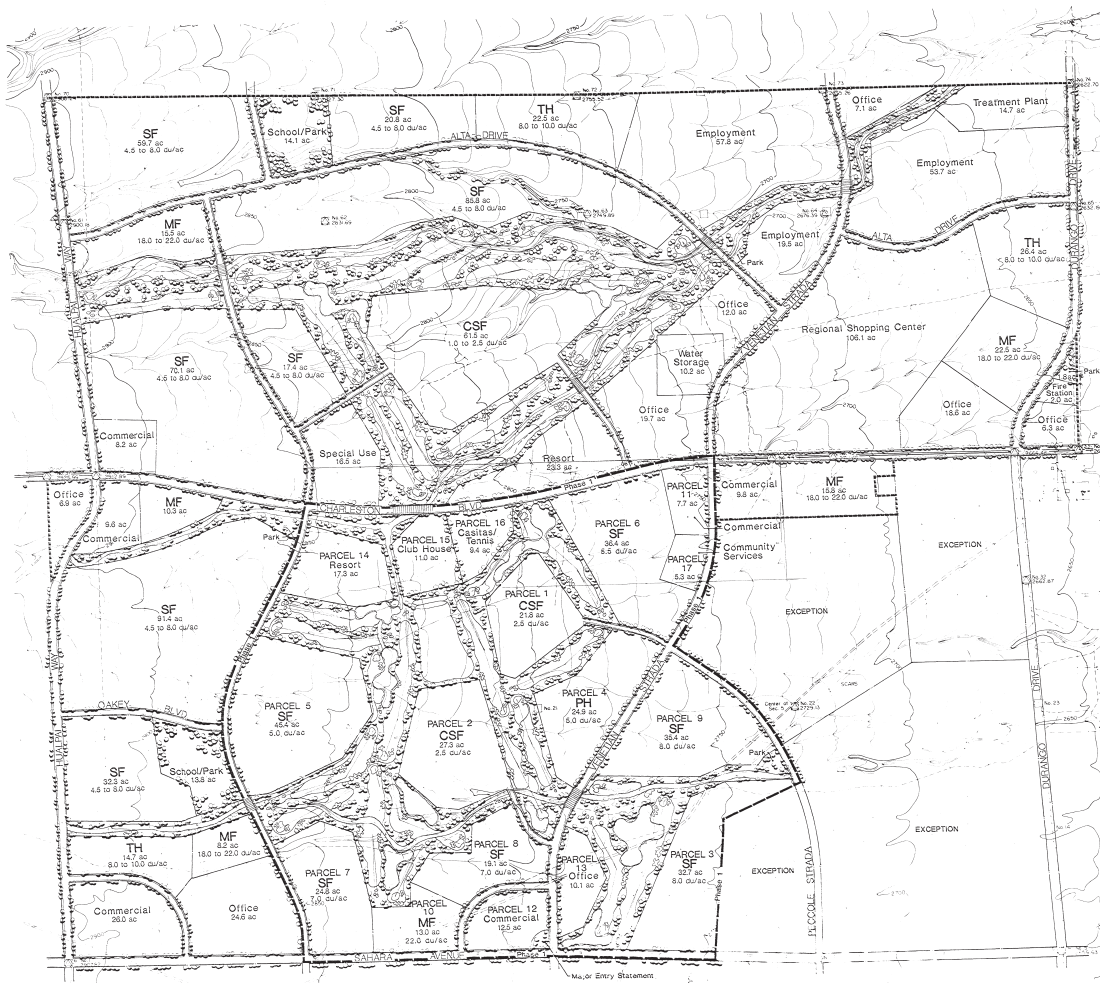 Office
7.1 ac
Treatment Plant
14.7 ac
SF
59.7 ac
4.5 to 8.0 du/ac
School/Park
14.1 ac
SF
20.8 ac
4.5 to 8.0 du/ac
TH
22.5 ac
8.0 to 10.0 du/ac
ALTA DRIVE
Employment
57.8 ac
Employment
53.7 ac
SF
85.8 ac
4.5 to 8.0 du/ac
MF
15.5 ac
18.0 to 22.0 du/ac
Employment
19.5 ac
ALTA DRIVE
DURANGO DRIVE
TH
26.4 ac
8.0 to 10.0 du/ac
Park
Office
12.0 ac
Regional Shopping Center
106.1 ac
CSF
61.5 ac
1.0 to 2.5 du/ac
SF
70.1 ac
4.5 to 8.0 du/ac
SF
17.4 ac
4.5 to 8.0 du/ac
Water
Storage
10.2 ac
MF
22.5 ac
18.0 to 22.0 du/ac
Park
Fire
Station
2.0 ac
Office
19.7 ac
Office
18.6 ac
Office
6.3 ac
Commercial
8.2 ac
Special Use
16.5 ac
Resort
23.3 ac
Phase 1
Office
6.9 ac
MF
10.3 ac
9.6 ac
Commercial
CHARLESTON BLVD
PARCEL
11
7.7 ac
Commercial
9.8 ac
MF
15.8 ac
18.0 to 22.0 du/ac
Commercial
Community
Services
Park
PARCEL 14
Resort
17.3 ac
PARCEL 15
Club House
11.0 ac
PARCEL 16
Casitas/
Tennis
9.4 ac
PARCEL 6
SF
36.4 ac
6.5 du/ac
PARCEL
17
5.3 ac
EXCEPTION
PARCEL 1
CSF
21.8 ac
2.5 du/ac
EXCEPTION
SF
91.4 ac
4.5 to 8.0 du/ac
HUALPAI WAY
OAKEY BLVD
PARCEL 5
SF
45.4 ac
5.0 du/ac
PARCEL 2
CSF
27.3 ac
2.5 du/ac
PARCEL 4
PH
24.9 ac
5.0 du/ac
PARCEL 9
SF
35.4 ac
8.0 du/ac
SCARS
Park
DURANGO DRIVE
SF
32.3 ac
4.5 to 8.0 du/ac
School/Park
13.8 ac
TH
14.7 ac
8.0 to 10.0 du/ac
MF
8.2 ac
18.0 to 22.0 du/ac
PARCEL 8
SF
19.1 ac
7.0 du/ac
PARCEL
13
Office
10.1 ac
PARCEL 3
SF
32.7 ac
8.0 du/ac
Phase 1
EXCEPTION
EXCEPTION
PARCEL 7
SF
24.8 ac
7.0 du/ac
PARCEL
10
MF
13.0 ac
22.0 du/ac
PARCEL 12
Commercial
12.5 ac
Commercial
26.0 ac
Office
24.6 ac
SAHARA AVENUE
Phase 1
Major Entry Statement